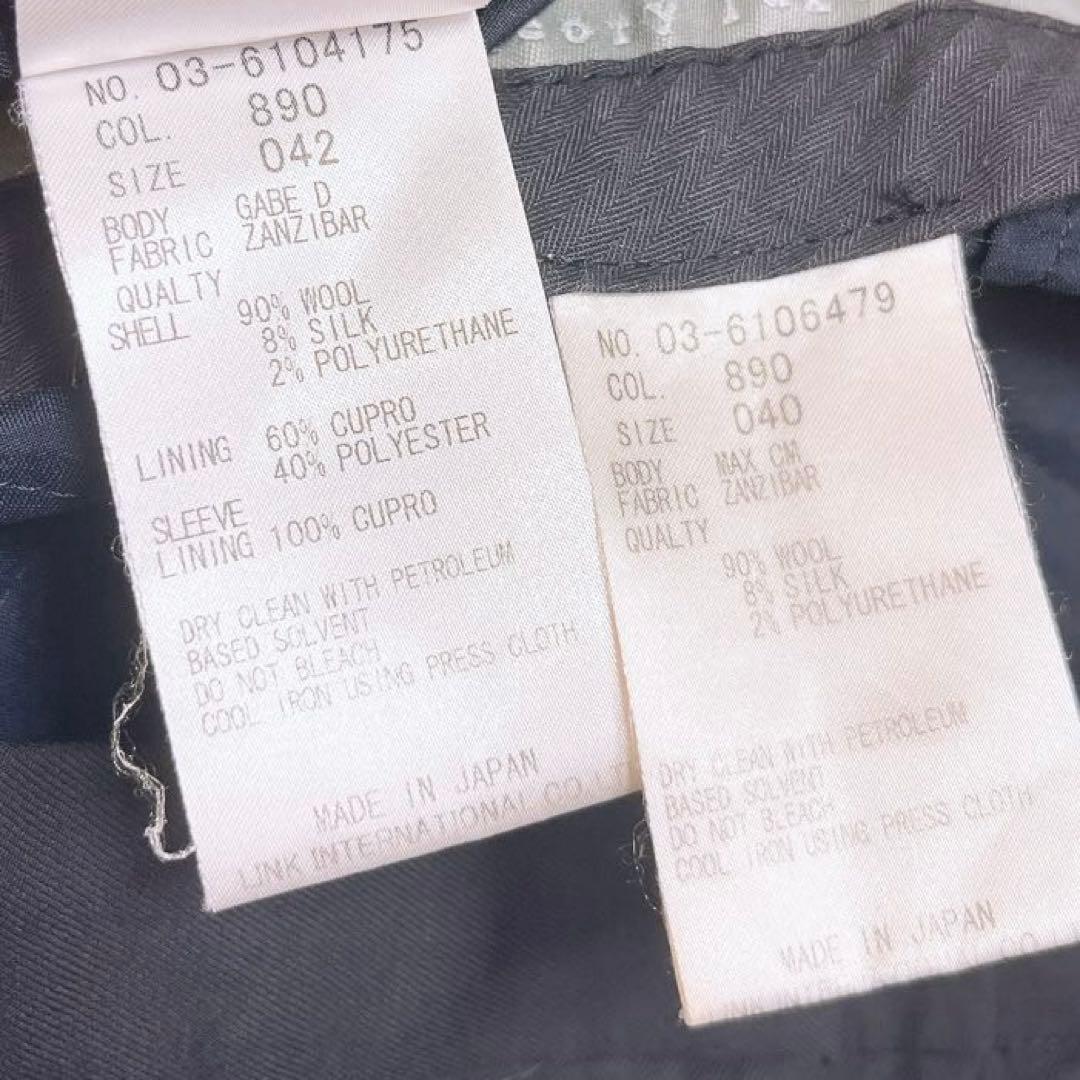 NO. 03-6104175
COL. 890
SIZE 042
BODY GABE D
FABRIC ZANZIBAR
QUALTY
SHELL 90% WOOL
8% SILK
2% POLYURETHANE
LINING 60% CUPRO
40% POLYESTER
SLEEVE
LINING 100% CUPRO
DRY CLEAN WITH PETROLEUM
BASED SOLVENT
DO NOT BLEACH
COOL IRON USING PRESS CLOTH
MADE IN JAPAN
LINK INTERNATIONAL CO
NO. 03-6106479
COL. 890
SIZE 040
BODY MAX CM
FABRIC ZANZIBAR
QUALTY
90% WOOL
8% SILK
2% POLYURETHANE
DRY CLEAN WITH PETROLEUM
BASED SOLVENT
DO NOT BLEACH
COOL IRON USING PRESS CLOTH
MADE IN JAPAN